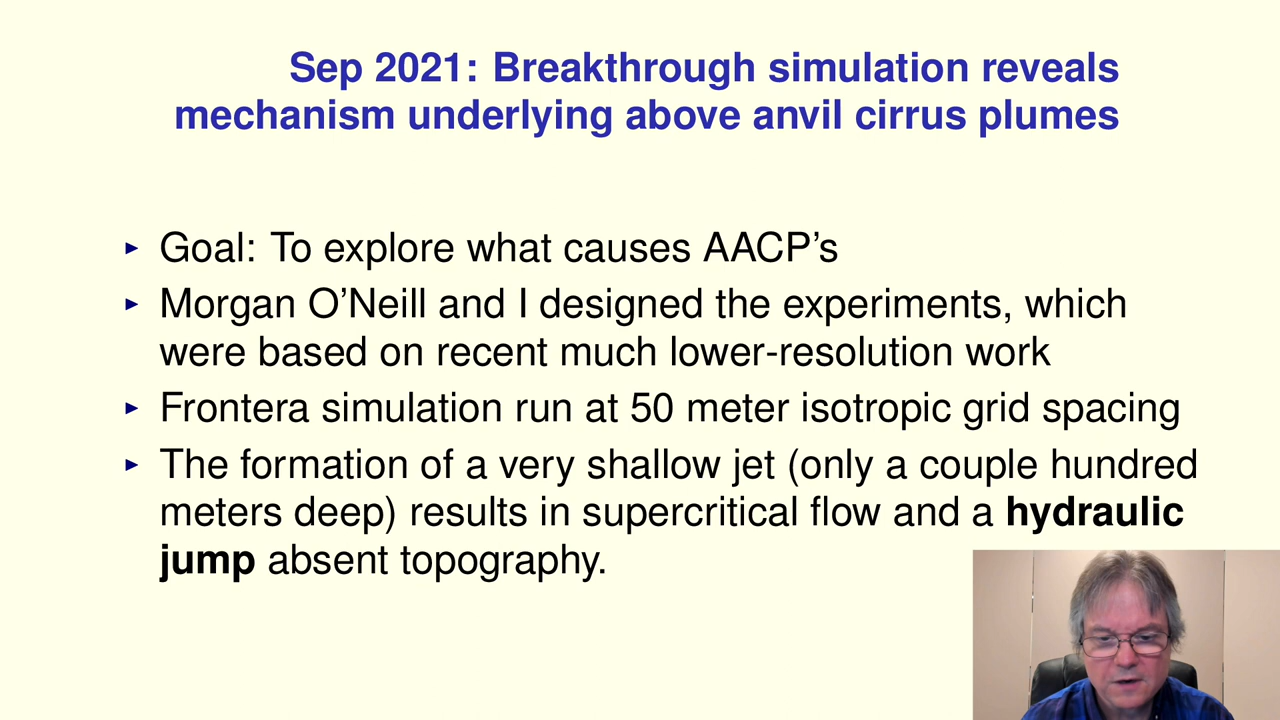 Sep 2021: Breakthrough simulation reveals
mechanism underlying above anvil cirrus plumes
▸ Goal: To explore what causes AACP's
▸ Morgan O'Neill and I designed the experiments, which
were based on recent much lower-resolution work
▸ Frontera simulation run at 50 meter isotropic grid spacing
▸ The formation of a very shallow jet (only a couple hundred
meters deep) results in supercritical flow and a hydraulic
jump absent topography.